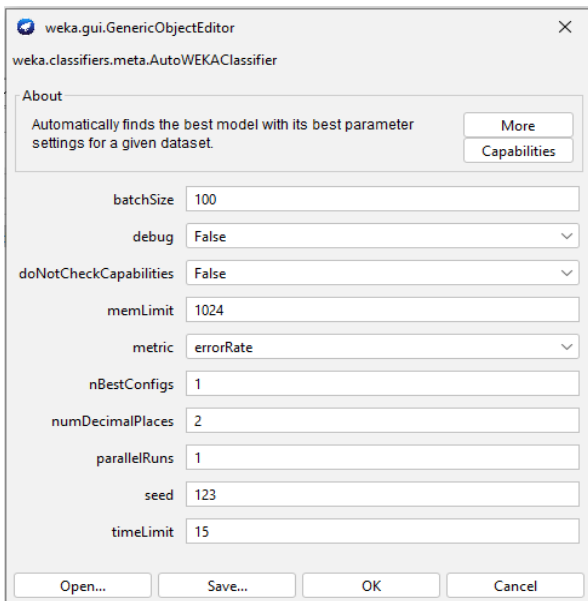 weka.gui.GenericObjectEditor
weka.classifiers.meta.AutoWEKAClassifier
About
Automatically finds the best model with its best parameter
settings for a given dataset.
More
Capabilities
batchSize 100
debug False
doNotCheckCapabilities False
memLimit 1024
metric errorRate
nBestConfigs 1
numDecimalPlaces 2
parallelRuns 1
seed 123
timeLimit 15
Open... Save... OK Cancel